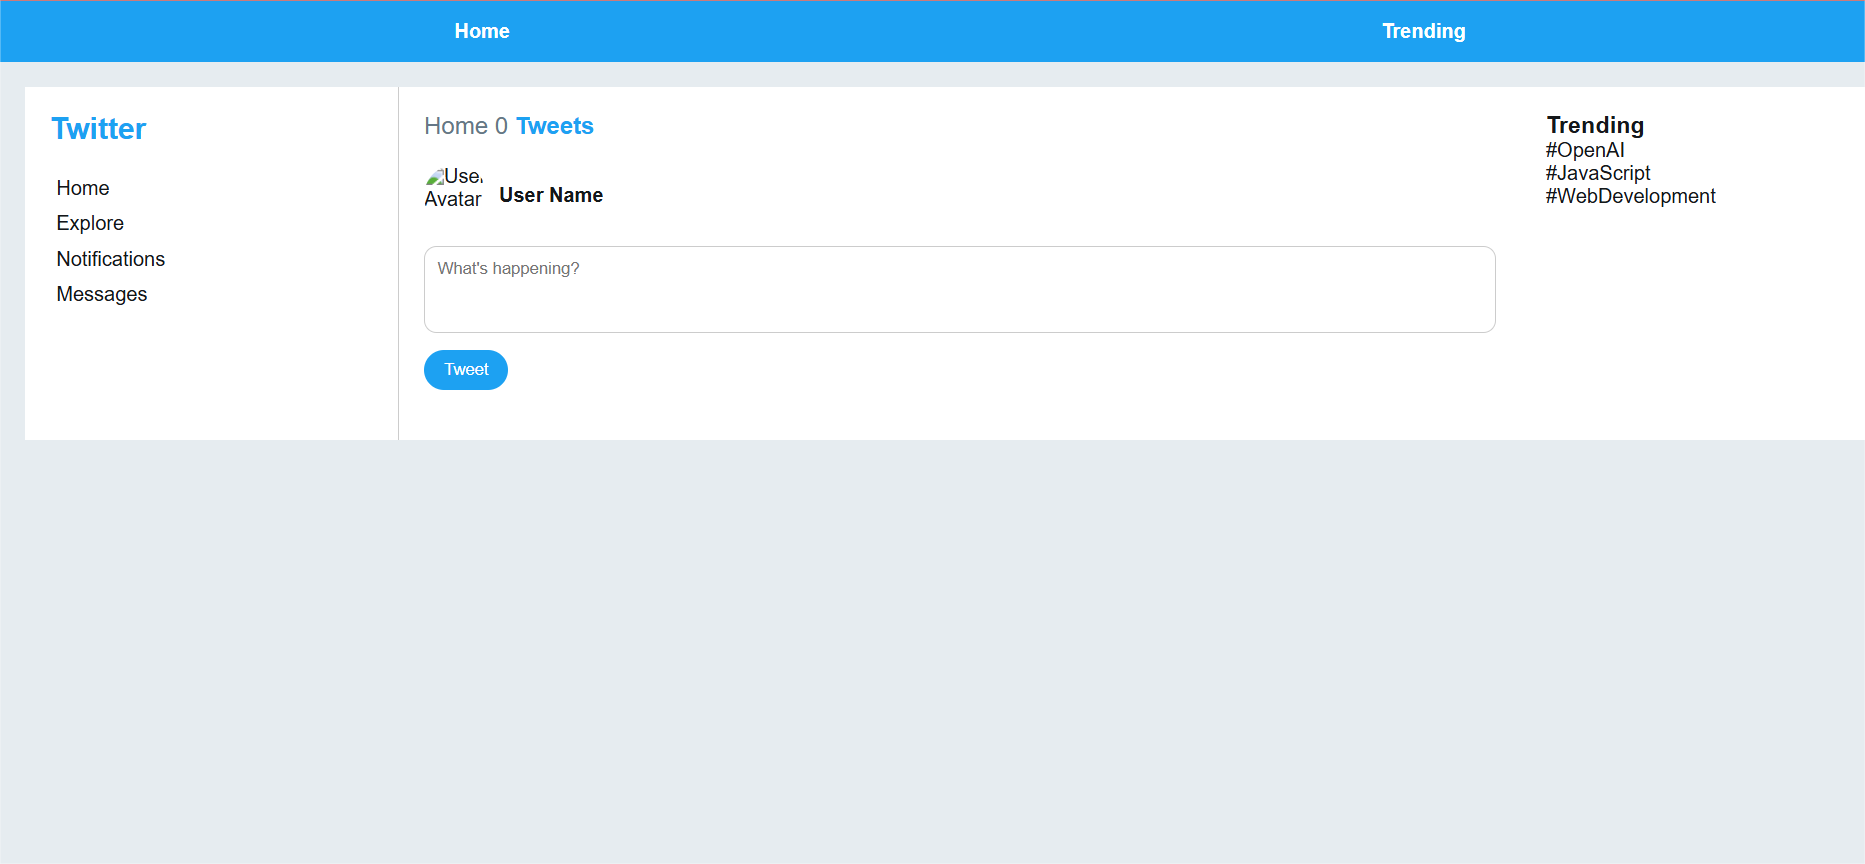 Home
Trending
Twitter
Home
Explore
Notifications
Messages
Home 0 Tweets
User
Avatar
User Name
What's happening?
Tweet
Trending
#OpenAI
#JavaScript
#WebDevelopment